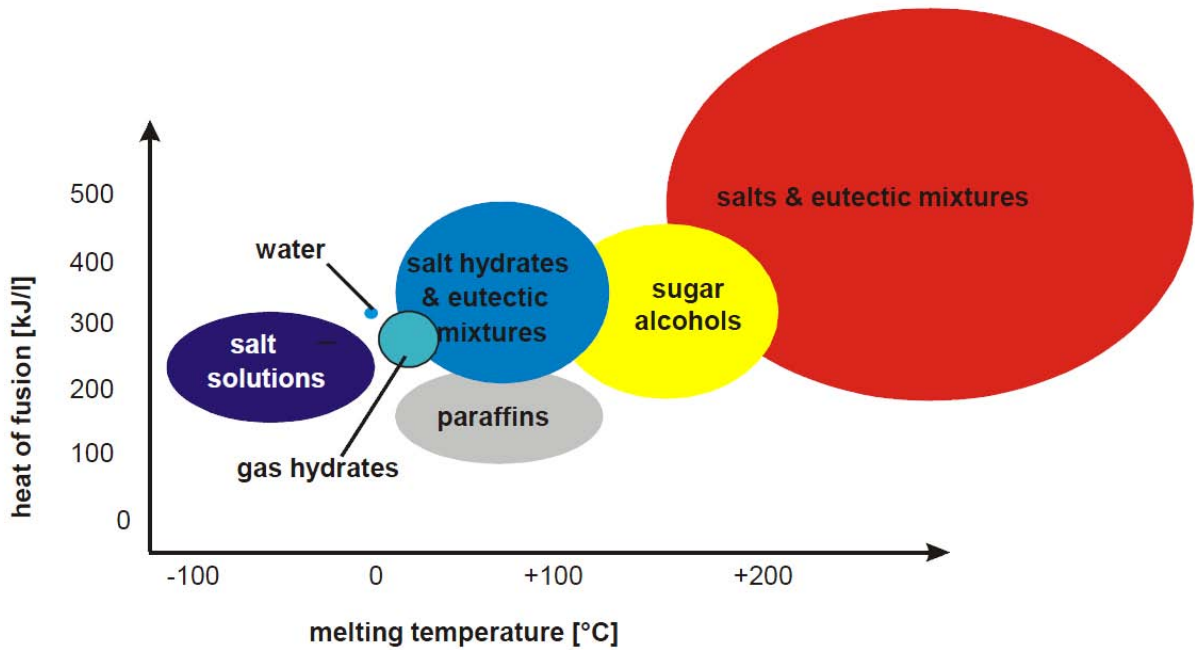 500
400
300
200
100
0
heat of fusion [kJ/l]
water
salt
solutions
gas hydrates
salt hydrates
& eutectic
mixtures
paraffins
sugar
alcohols
salts & eutectic mixtures
-100 0 +100 +200
melting temperature [°C]